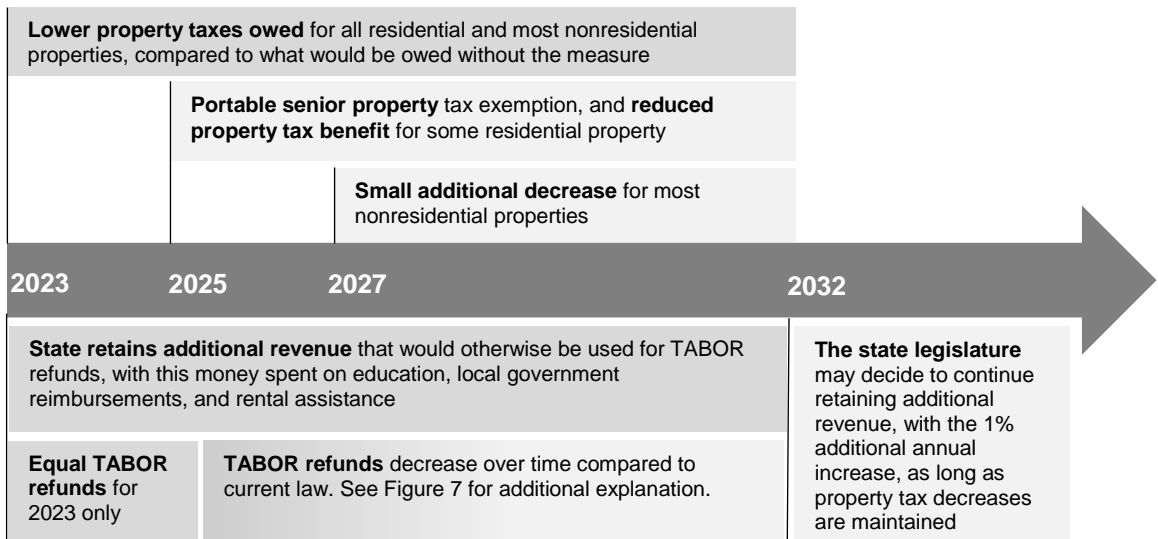 Lower property taxes owed for all residential and most nonresidential
properties, compared to what would be owed without the measure
Portable senior property tax exemption, and reduced
property tax benefit for some residential property
Small additional decrease for most
nonresidential properties
2023
2025
2027
2032
State retains additional revenue that would otherwise be used for TABOR
refunds, with this money spent on education, local government
reimbursements, and rental assistance
Equal TABOR
refunds for
2023 only
TABOR refunds decrease over time compared to
current law. See Figure 7 for additional explanation.
The state legislature
may decide to continue
retaining additional
revenue, with the 1%
additional annual
increase, as long as
property tax decreases
are maintained